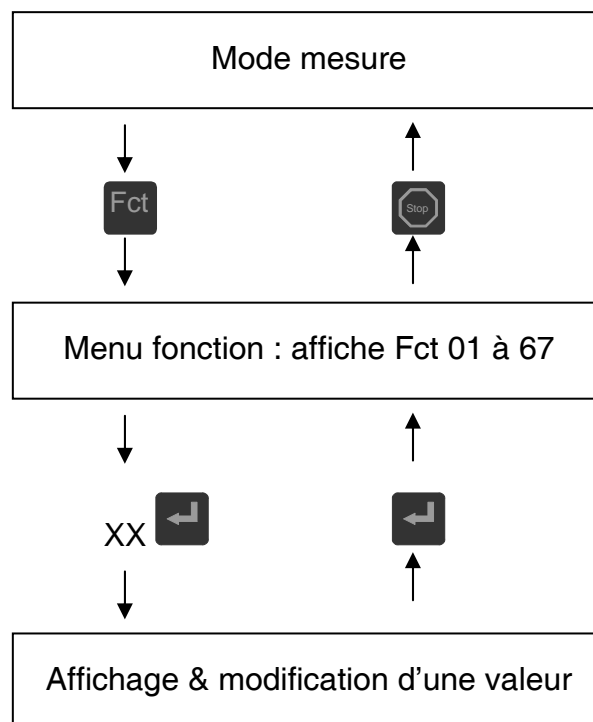 Mode mesure
Fct
Stop
Menu fonction : affiche Fct 01 à 67
XX
Affichage & modification d’une valeur